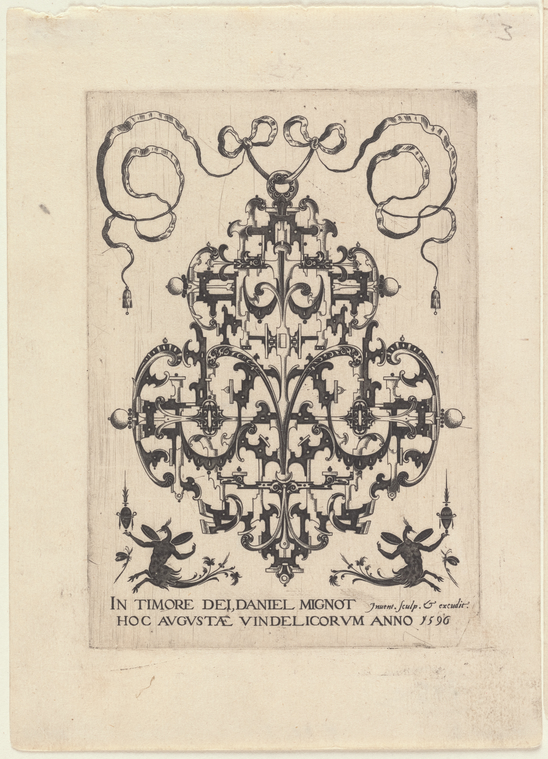 3
IN TIMORE DEI, DANIEL MIGNOT Invent. sculp. & excudit.
HOC AVGVSTÆ VINDELICORVM ANNO 1596